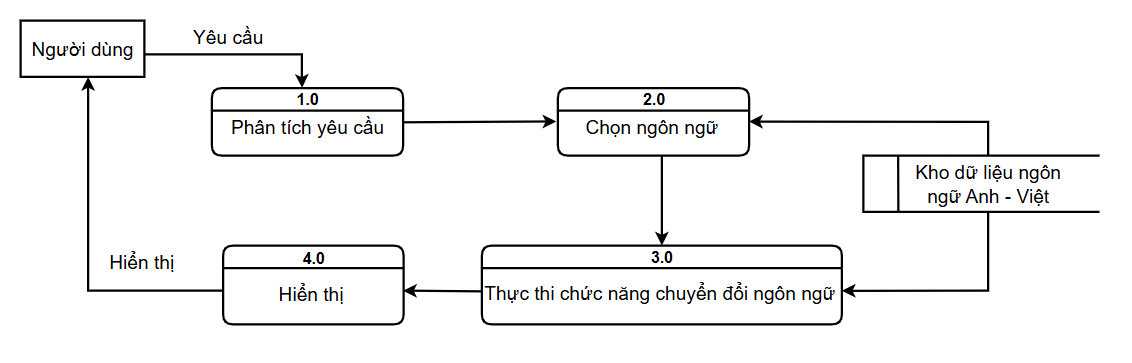 Người dùng
Yêu cầu
1.0
Phân tích yêu cầu
2.0
Chọn ngôn ngữ
Kho dữ liệu ngôn
ngữ Anh - Việt
Hiển thị
4.0
Hiển thị
3.0
Thực thi chức năng chuyển đổi ngôn ngữ